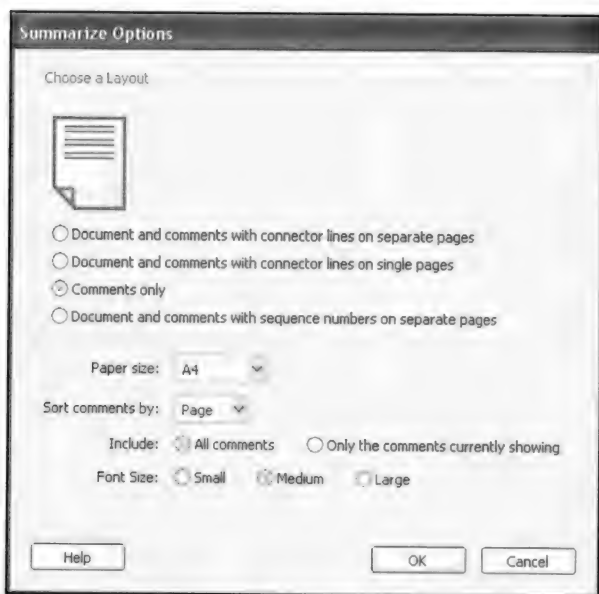 Summarize Options
Choose a Layout
Document and comments with connector lines on separate pages
Document and comments with connector lines on single pages
Comments only
Document and comments with sequence numbers on separate pages
Paper size: A4
Sort comments by: Page
Include: All comments Only the comments currently showing
Font Size: Small Medium Large
Help OK Cancel